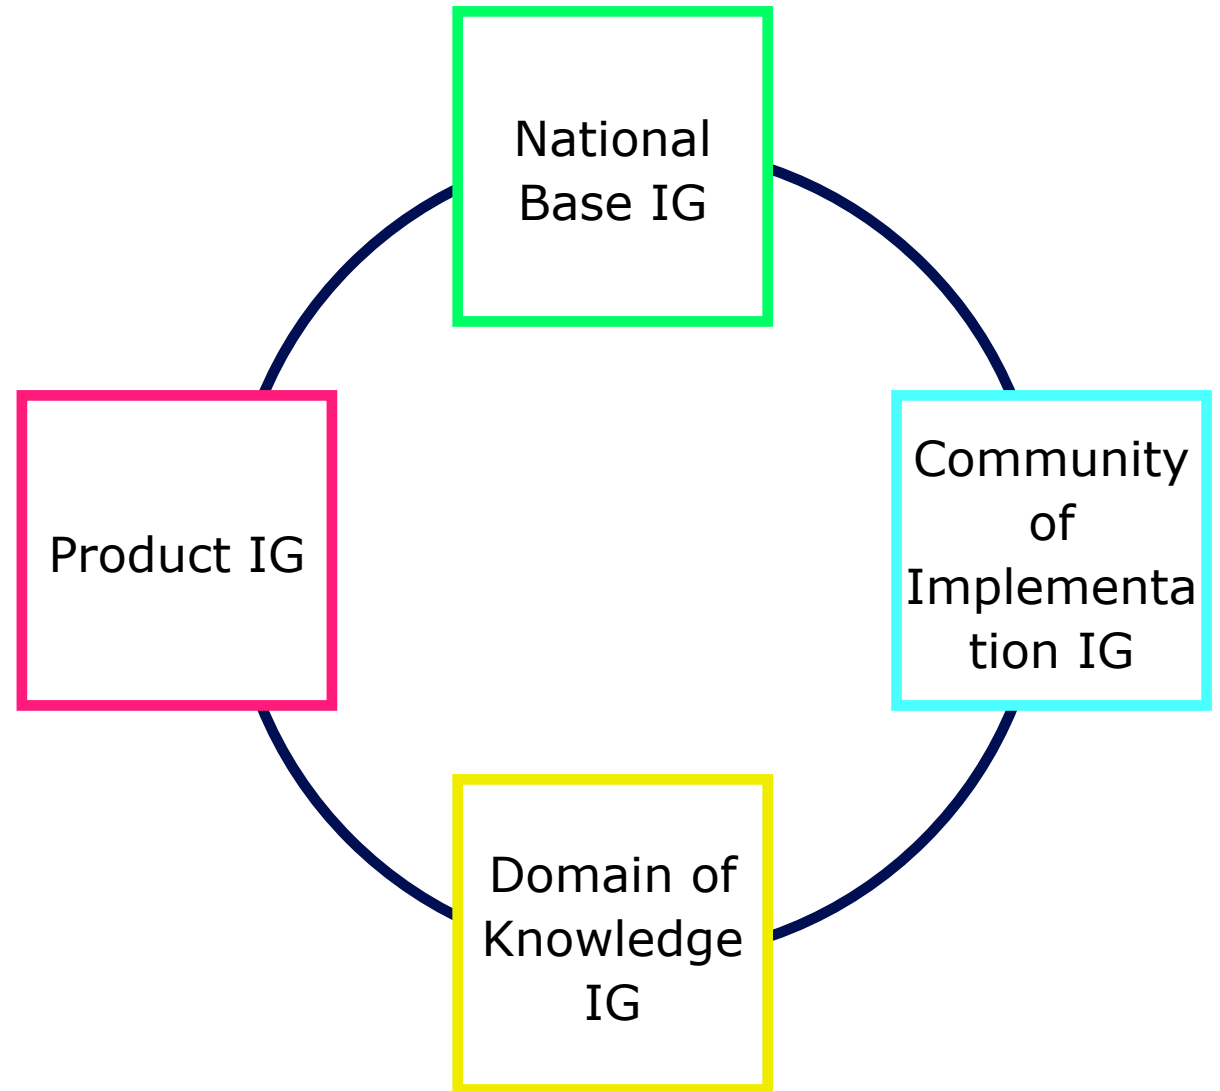 National
Base IG
Community
of
Implementa
tion IG
Product IG
Domain of
Knowledge
IG